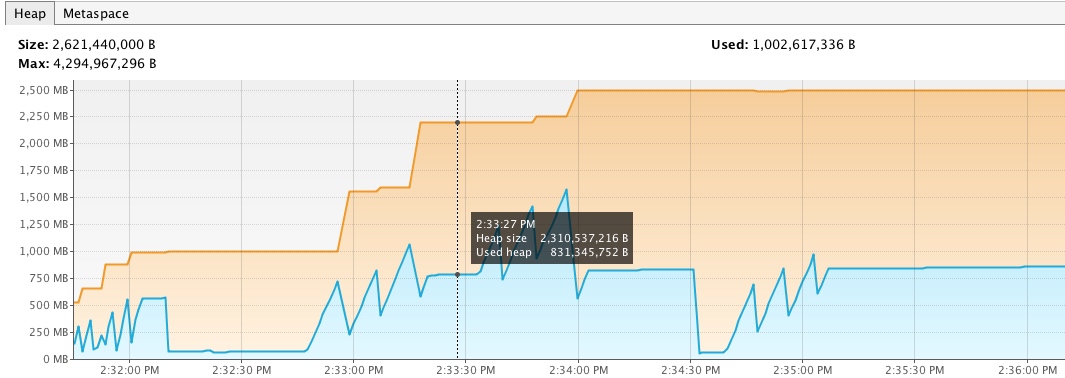 Heap Metaspace
Size: 2,621,440,000 B Used: 1,002,617,336 B
Max: 4,294,967,296 B
2,500 MB
2,250 MB
2,000 MB
1,750 MB
1,500 MB
1,250 MB
1,000 MB
750 MB
500 MB
250 MB
0 MB
2:33:27 PM
Heap size 2,310,537,216 B
Used heap 831,345,752 B
2:32:00 PM 2:32:30 PM 2:33:00 PM 2:33:30 PM 2:34:00 PM 2:34:30 PM 2:35:00 PM 2:35:30 PM 2:36:00 PM